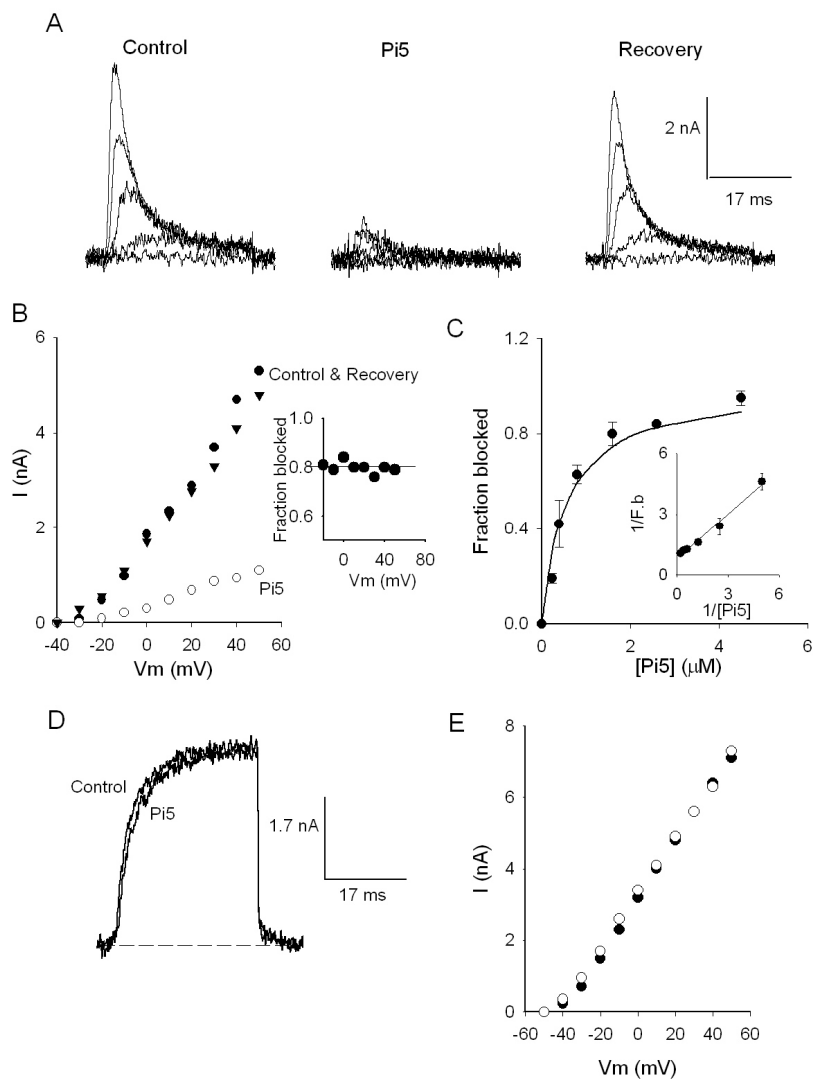 A
Control
Pi5
Recovery
2 nA
17 ms
B
6
4
2
0
I (nA)
-40 -20 0 20 40 60
Vm (mV)
Control & Recovery
Pi5
1.0
0.8
0.6
Fraction blocked
0 40 80
Vm (mV)
C
1.2
0.8
0.4
0.0
Fraction blocked
0 2 4 6
[Pi5] (μM)
6
3
0
1/F.b
0 3 6
1/[Pi5]
D
Control
Pi5
1.7 nA
17 ms
E
8
6
4
2
0
I (nA)
-60 -40 -20 0 20 40 60
Vm (mV)